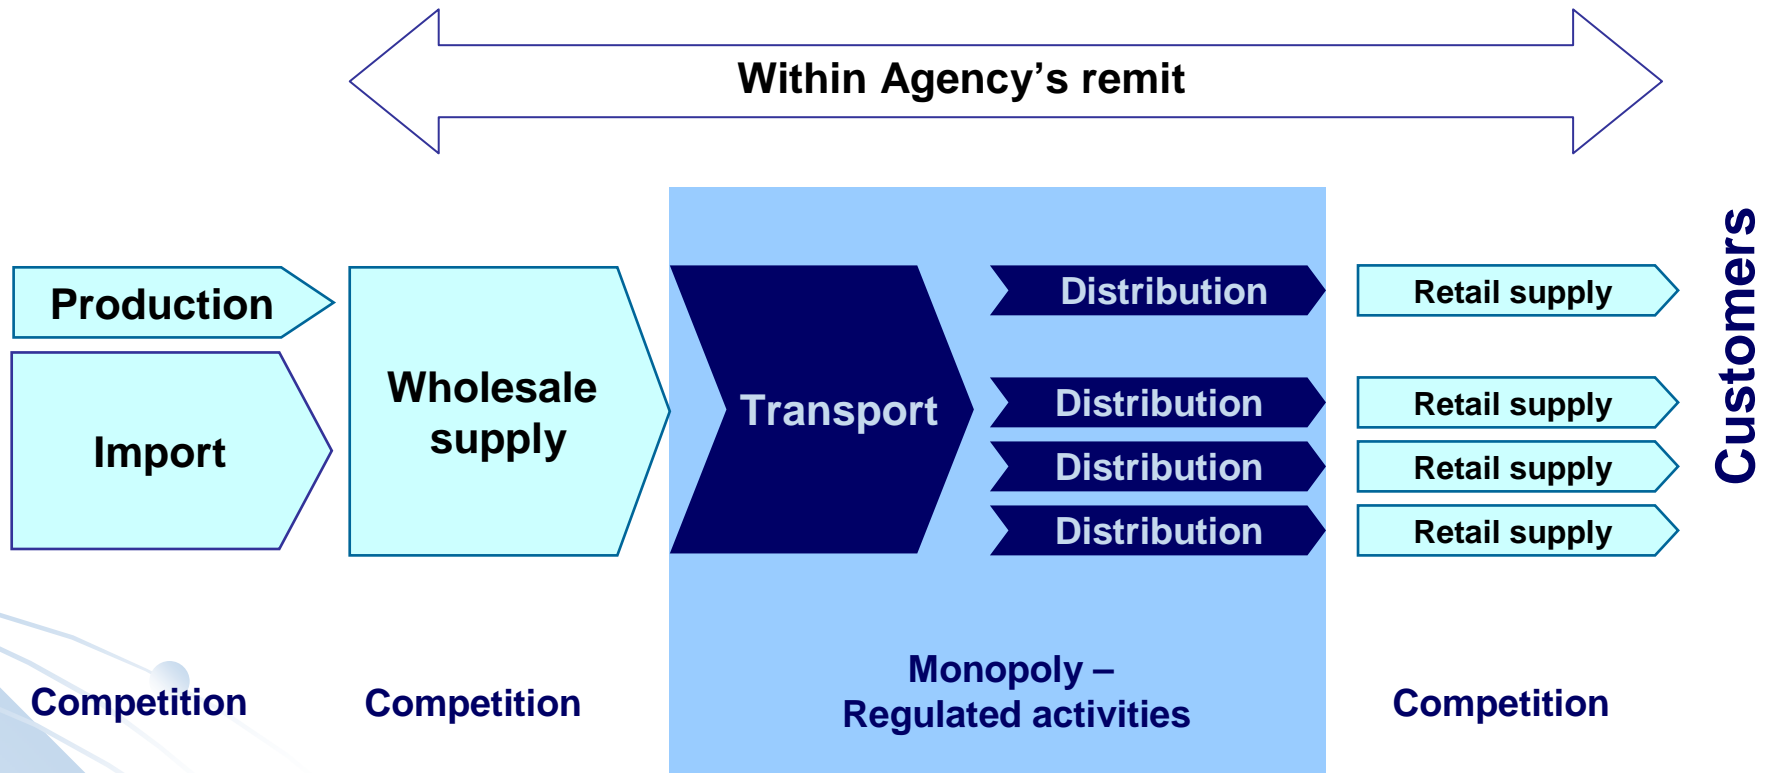 Within Agency’s remit
Production
Import
Wholesale
supply
Transport
Distribution
Distribution
Distribution
Distribution
Retail supply
Retail supply
Retail supply
Retail supply
Customers
Competition
Competition
Monopoly –
Regulated activities
Competition